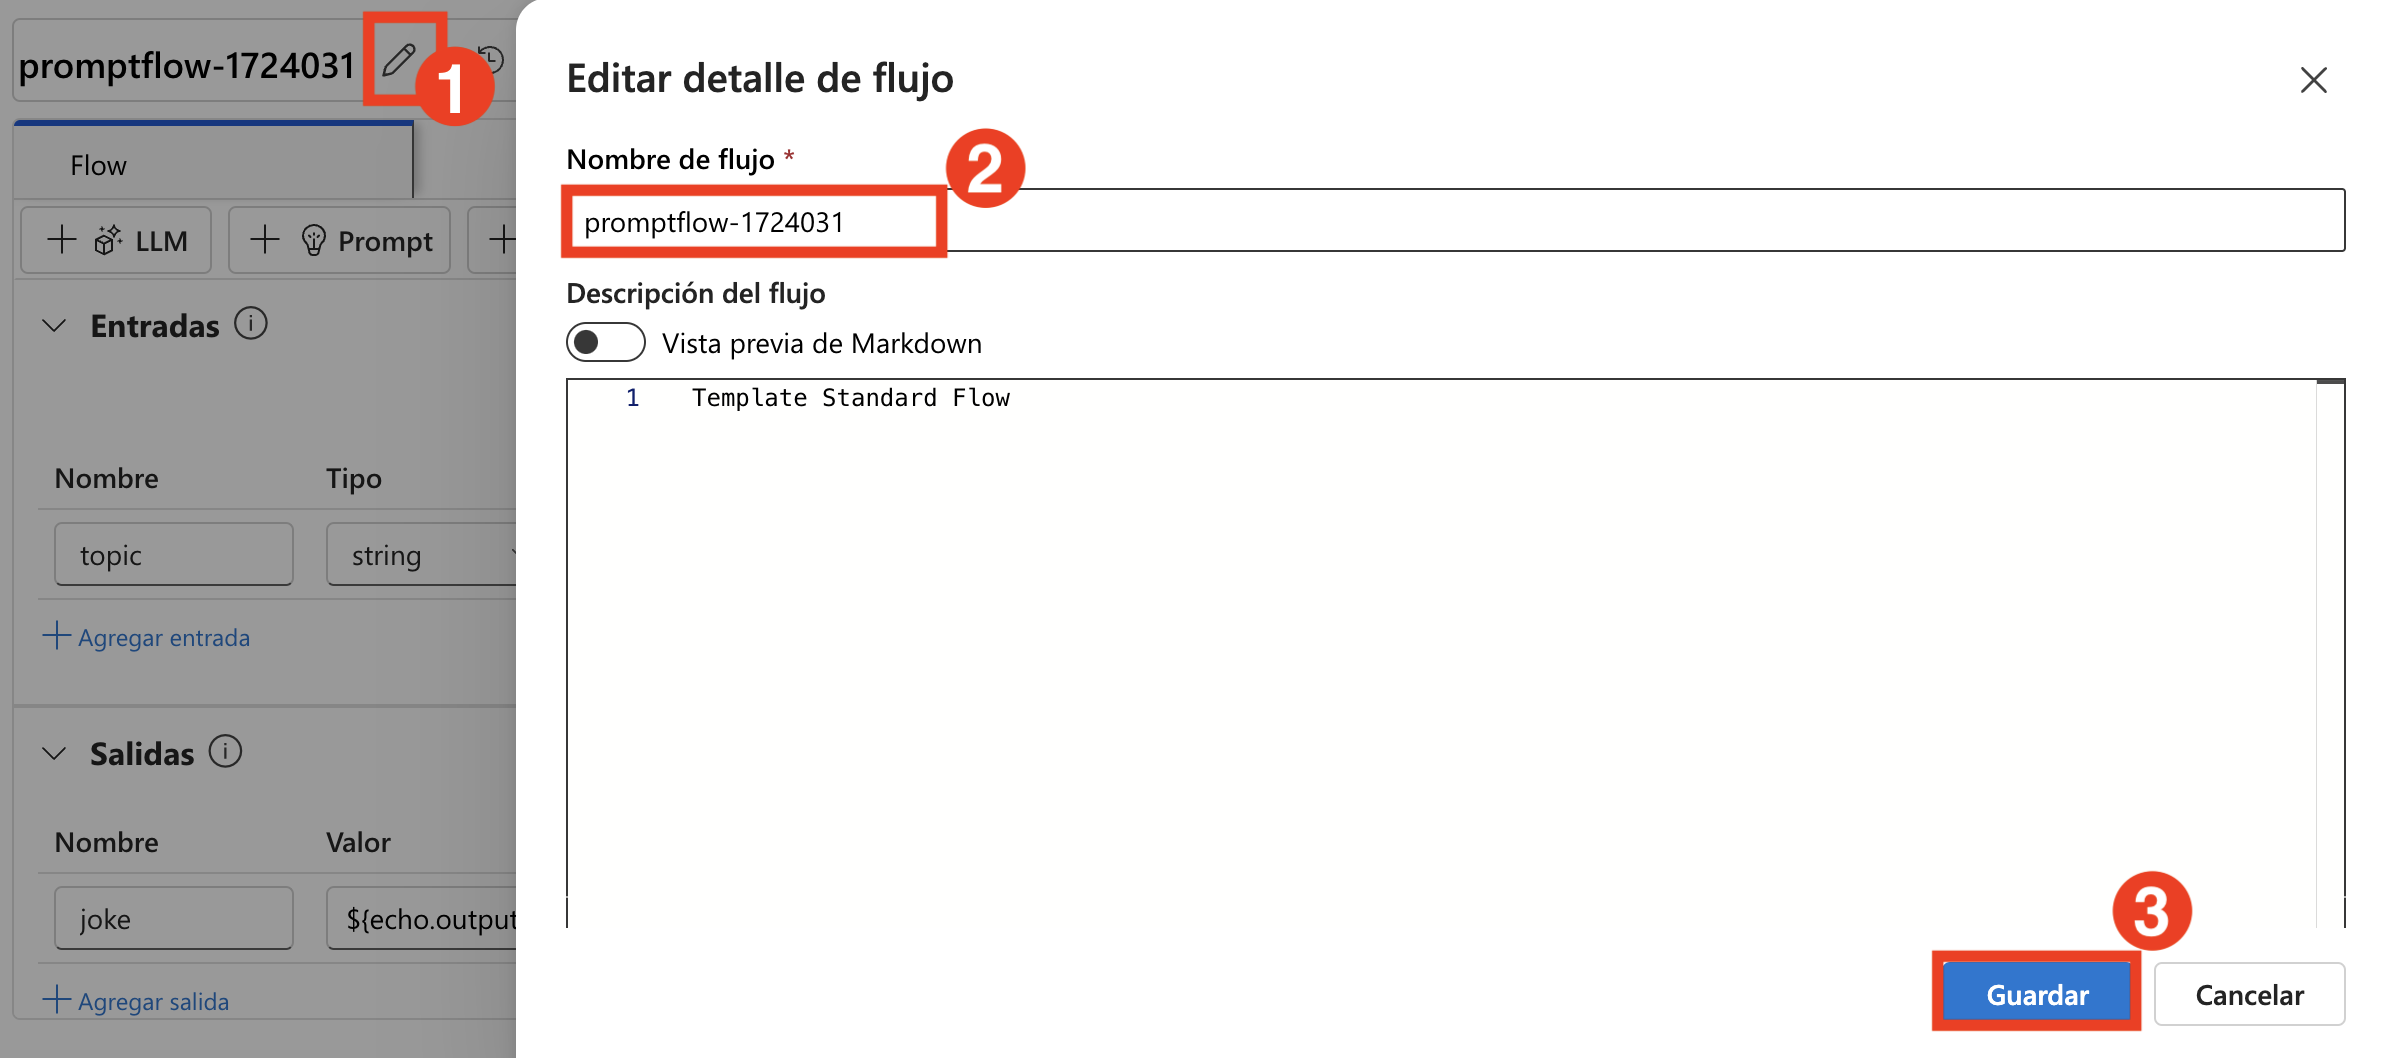 promptflow-1724031
1
Flow
LLM
Prompt
Entradas
Nombre
Tipo
topic
string
Agregar entrada
Salidas
Nombre
Valor
joke
${echo.output
Agregar salida
Editar detalle de flujo
Nombre de flujo *
2
promptflow-1724031
Descripción del flujo
Vista previa de Markdown
1 Template Standard Flow
3
Guardar
Cancelar